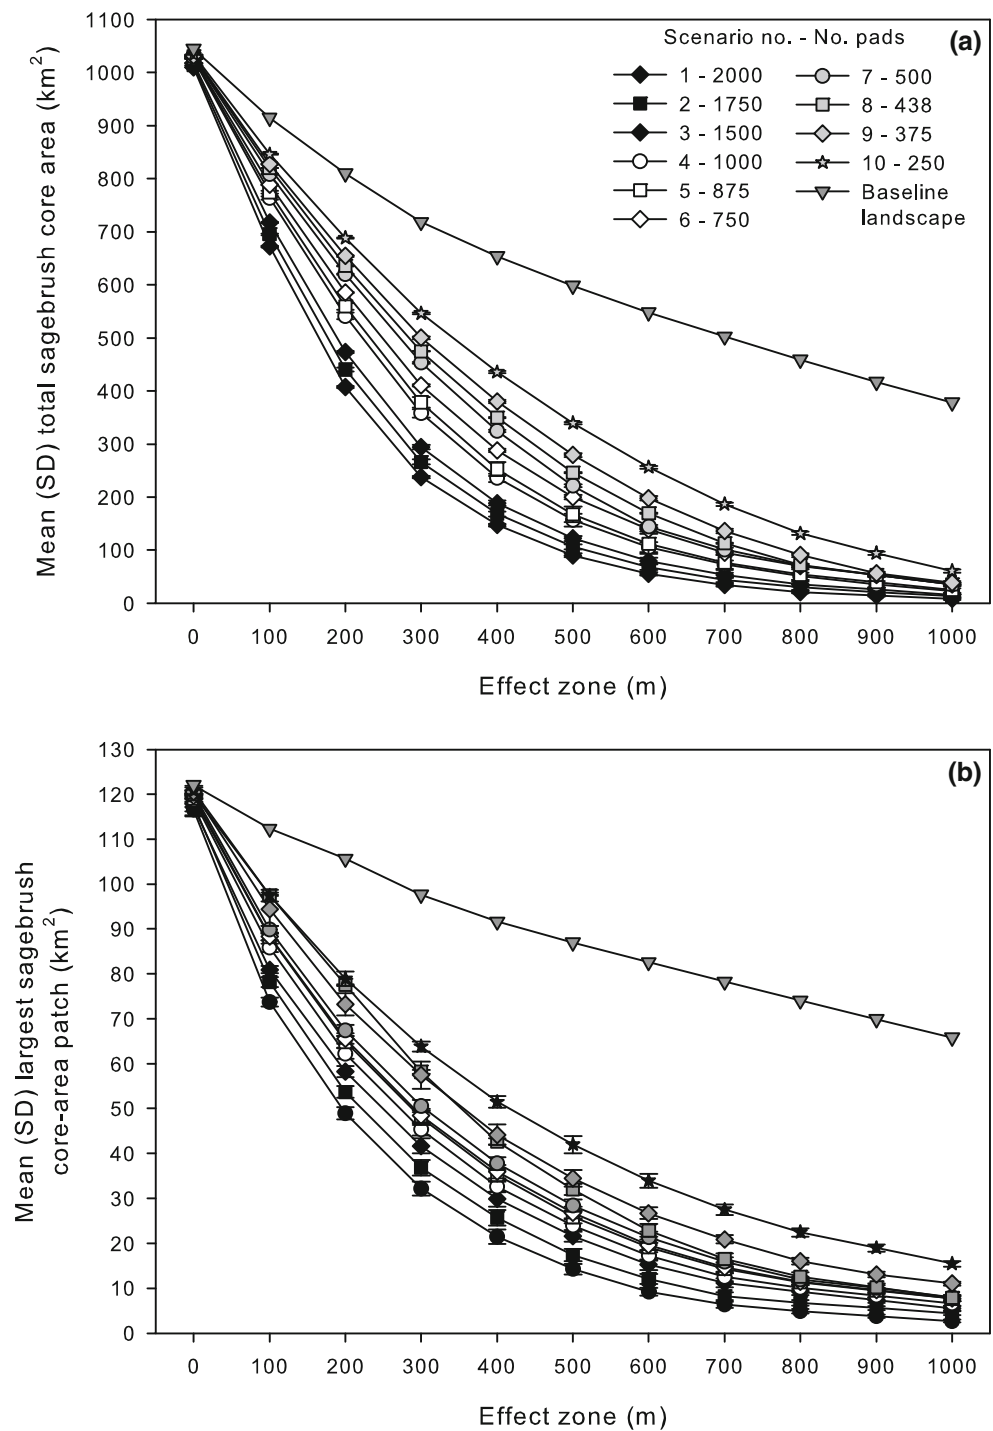 (a)
Scenario no. - No. pads
1 - 2000
2 - 1750
3 - 1500
4 - 1000
5 - 875
6 - 750
7 - 500
8 - 438
9 - 375
10 - 250
Baseline
landscape
Mean (SD) total sagebrush core area (km²)
1100
1000
900
800
700
600
500
400
300
200
100
0
0 100 200 300 400 500 600 700 800 900 1000
Effect zone (m)
(b)
Mean (SD) largest sagebrush
core-area patch (km²)
130
120
110
100
90
80
70
60
50
40
30
20
10
0
0 100 200 300 400 500 600 700 800 900 1000
Effect zone (m)